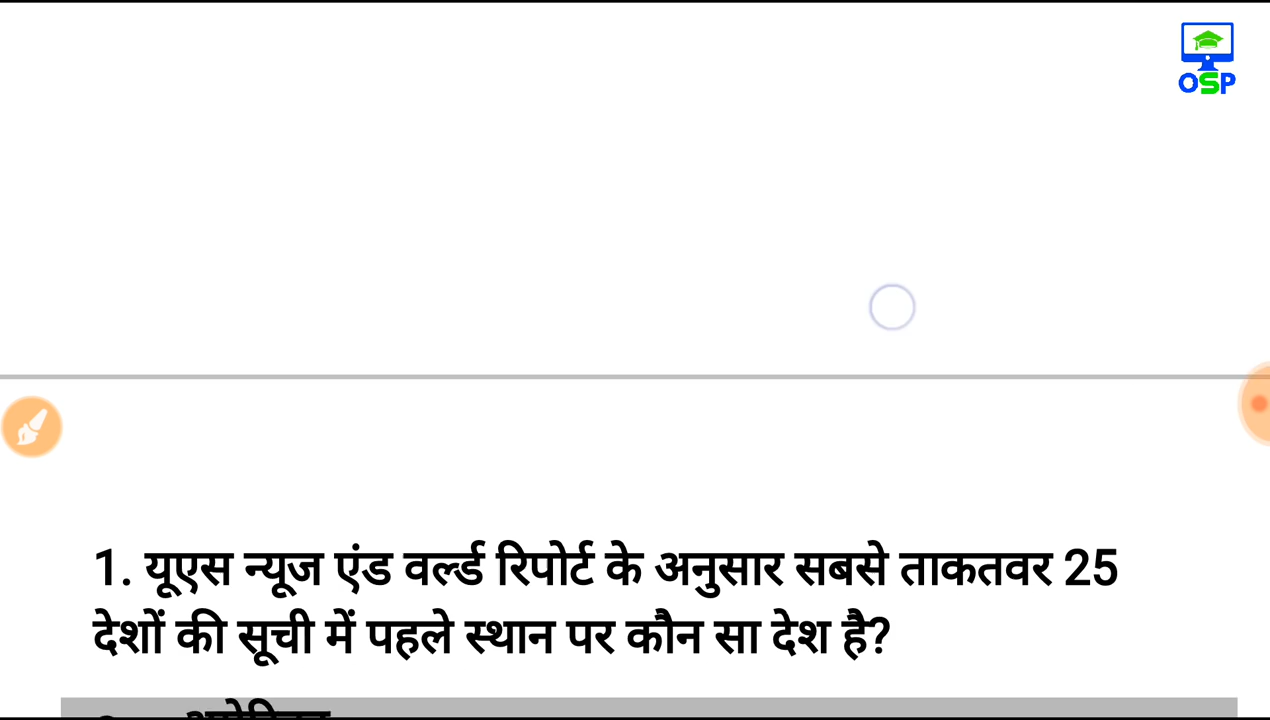 OSP
1. यूएस न्यूज एंड वर्ल्ड रिपोर्ट के अनुसार सबसे ताकतवर 25
देशों की सूची में पहले स्थान पर कौन सा देश है?